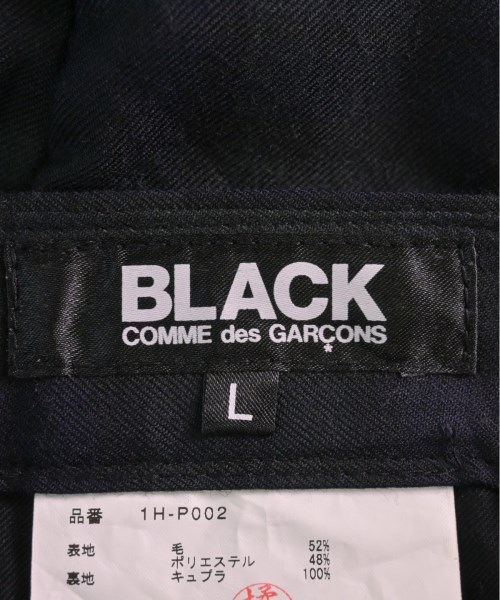 BLACK
COMME des GARÇONS
*
L
品番 1H-P002
表地 毛 52%
ポリエステル 48%
裏地 キュプラ 100%